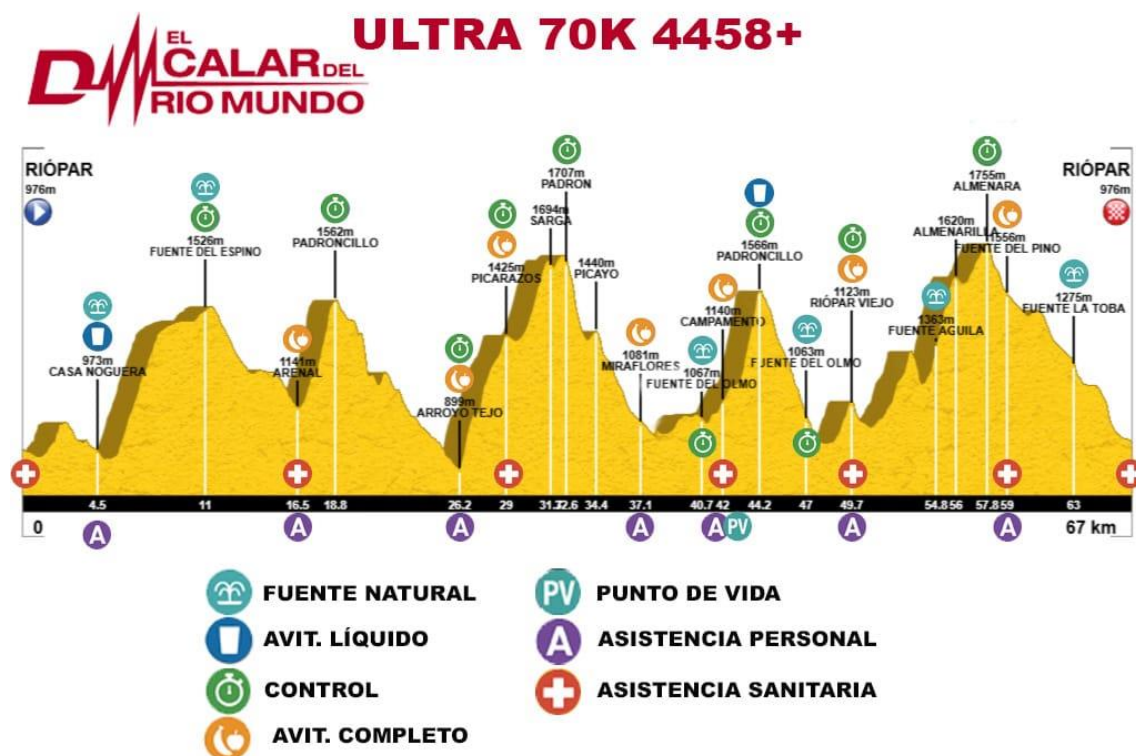 ULTRA 70K 4458+
EL
CALAR DEL
RIO MUNDO
RIÓPAR
976m
973m
CASA NOGUERA
1526m
FUENTE DEL ESPINO
1141m
ARENAL
1562m
PADRONCILLO
899m
ARROYO TEJO
1425m
PICARAZOS
1694m
SARGA
1707m
PADRON
1440m
PICAYO
1081m
MIRAFLORES
1067m
FUENTE DEL OLMO
1140m
CAMPAMENTO
1566m
PADRONCILLO
1063m
FUENTE DEL OLMO
1123m
RIÓPAR VIEJO
1363m
FUENTE AGUILA
1620m
ALMENARILLA
1755m
ALMENARA
1556m
FUENTE DEL PINO
1275m
FUENTE LA TOBA
RIÓPAR
976m
4.5 11 16.5 18.8 26.2 29 32.6 34.4 37.1 40.7 42 44.2 47 49.7 54.8 56 57.8 59 63
0 A A A A A PV A A 67 km
FUENTE NATURAL
AVIT. LÍQUIDO
CONTROL
AVIT. COMPLETO
PV PUNTO DE VIDA
A ASISTENCIA PERSONAL
ASISTENCIA SANITARIA